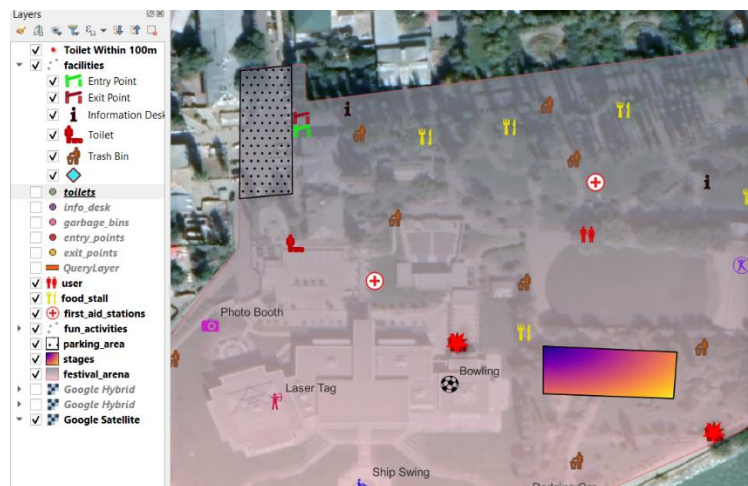 Layers
Toilet Within 100m
facilities
Entry Point
Exit Point
Information Desk
Toilet
Trash Bin
toilets
info_desk
garbage_bins
entry_points
exit_points
QueryLayer
user
food_stall
first_aid_stations
fun_activities
parking_area
stages
festival_arena
Google Hybrid
Google Hybrid
Google Satellite
Photo Booth
Bowling
Laser Tag
Ship Swing